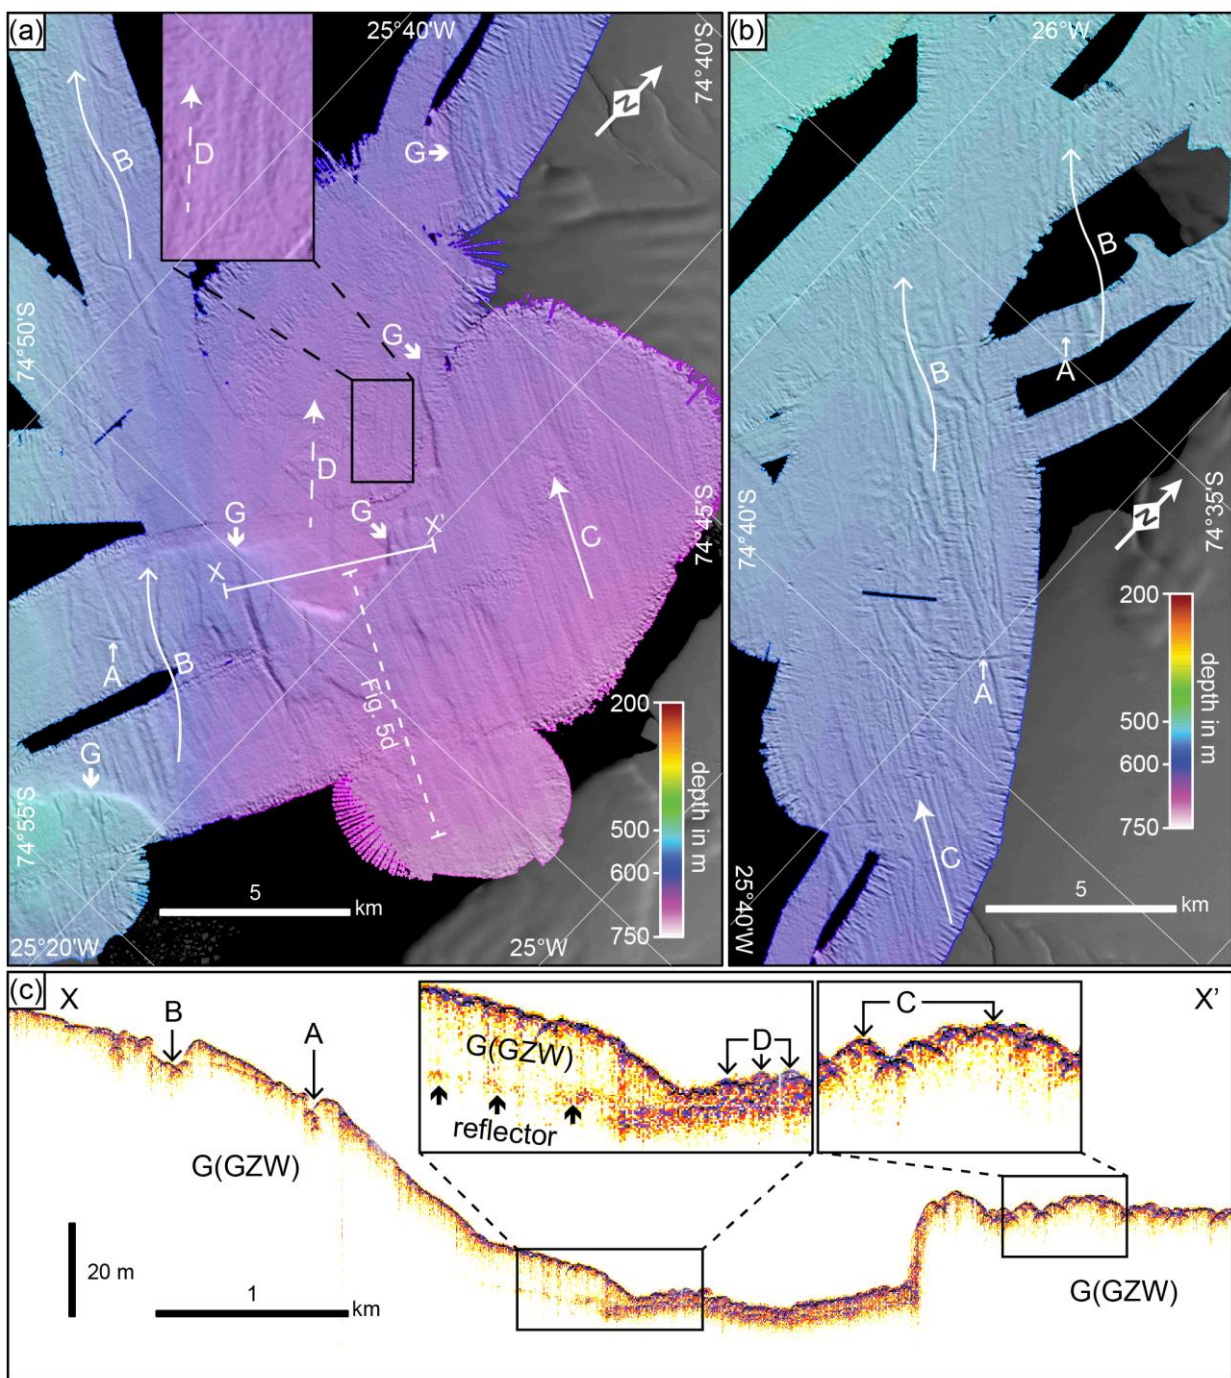 (a)
25°40'W
74°40'S
N
B
D
G
74°50'S
G
B
D
G
G
X'
X
C
74°45'S
A
B
Fig. 5d
G
200
500
600
750
depth in m
74°55'S
5
km
25°20'W
25°W
(b)
26°W
B
B
A
N
74°40'S
74°35'S
A
200
500
600
750
depth in m
C
25°40'W
5
km
(c)
X
X'
B
A
G(GZW)
D
reflector
C
G(GZW)
20 m
1
km
G(GZW)